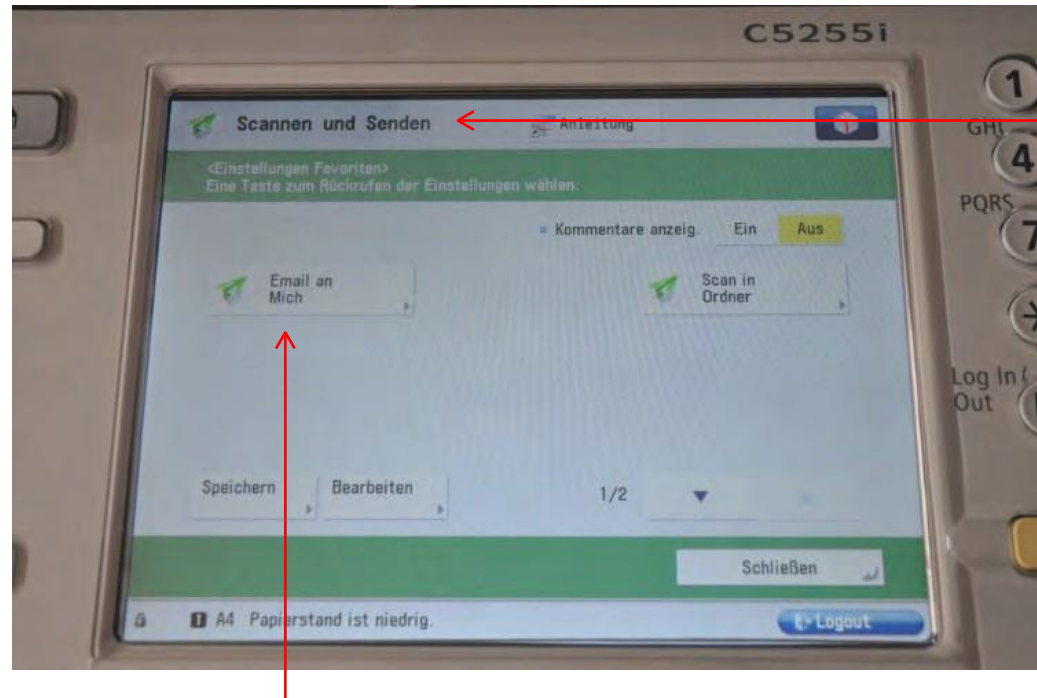 C5255i
Scannen und Senden
Anleitung
<Einstellungen Favoriten>
Eine Taste zum Rückrufen der Einstellungen wählen.
Kommentare anzeig. Ein Aus
Email an
Mich
Scan in
Ordner
Speichern Bearbeiten 1/2
Schließen
1 A4 Papierstand ist niedrig.
Logout
1
GHI
4
PQRS
7
Log In/
Out